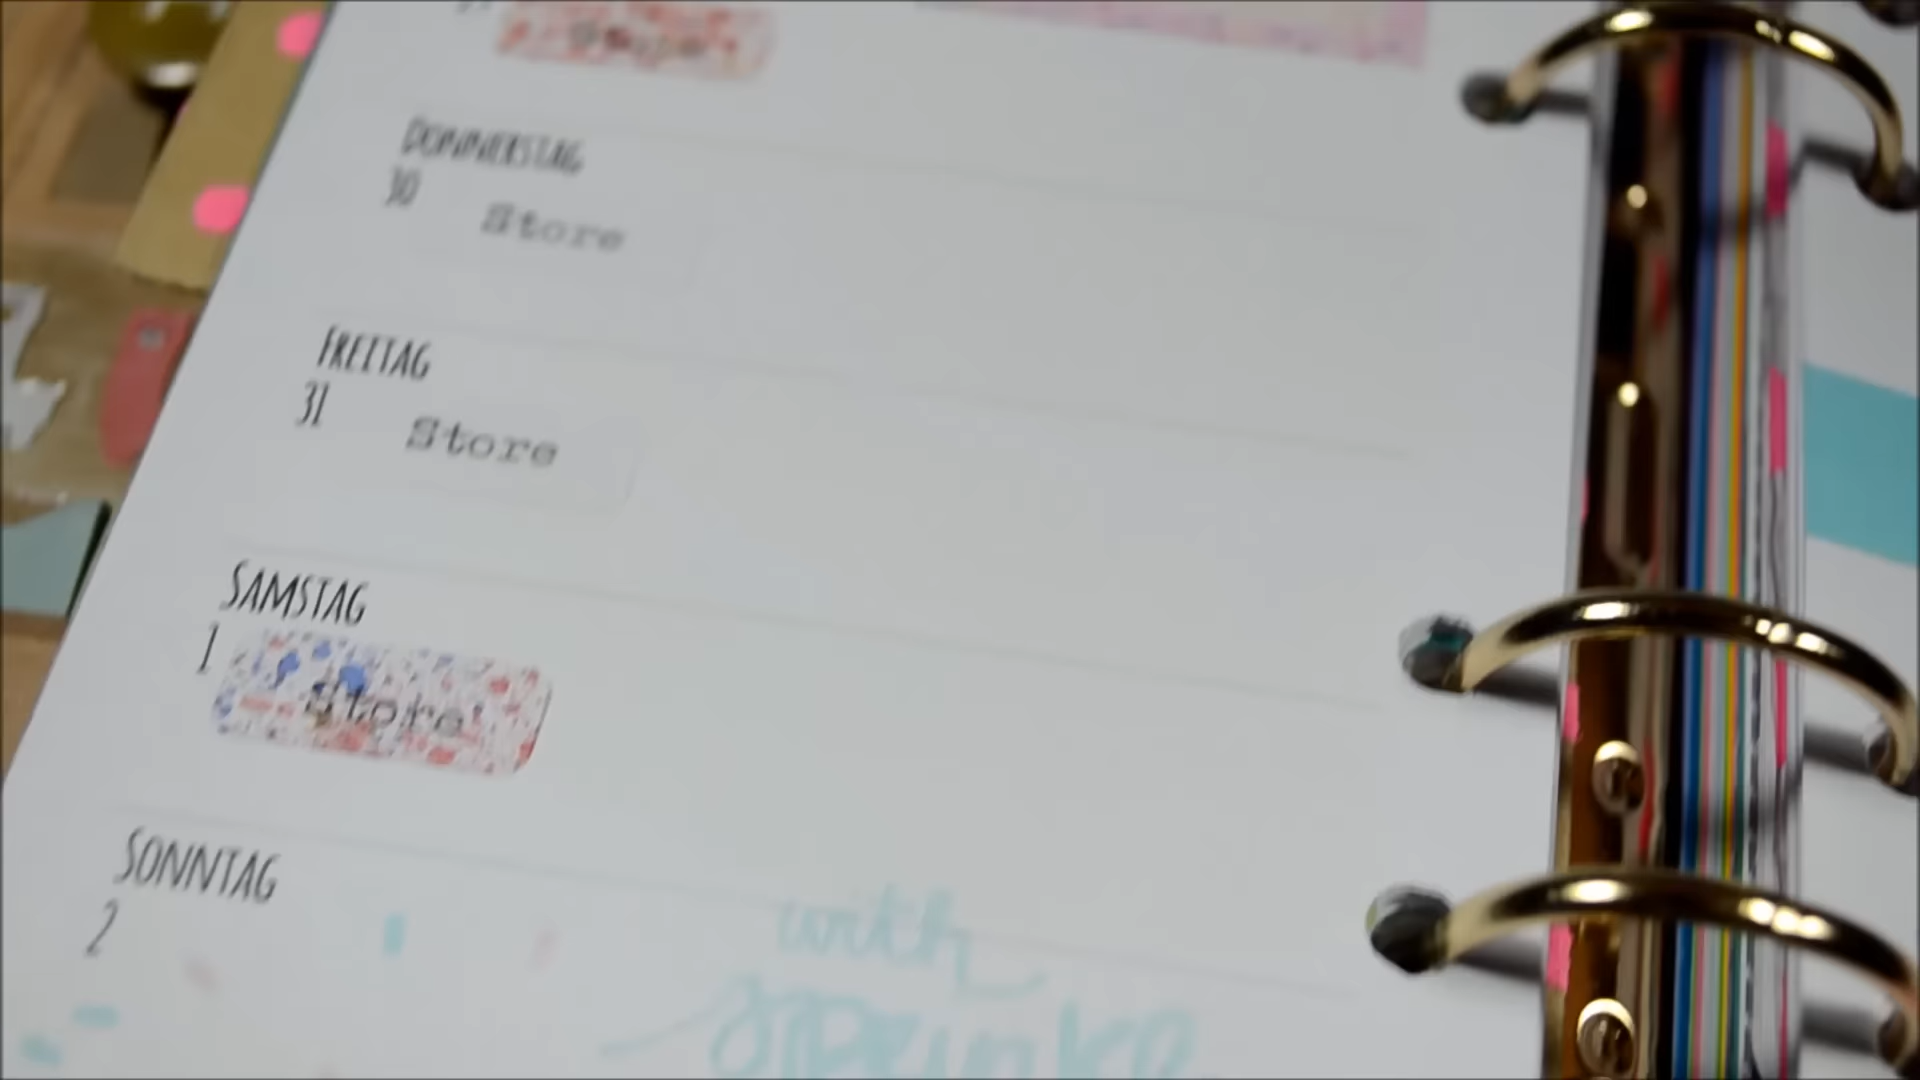 DONNERSTAG
30
Store
FREITAG
31
Store
SAMSTAG
1
Store
SONNTAG
2
with